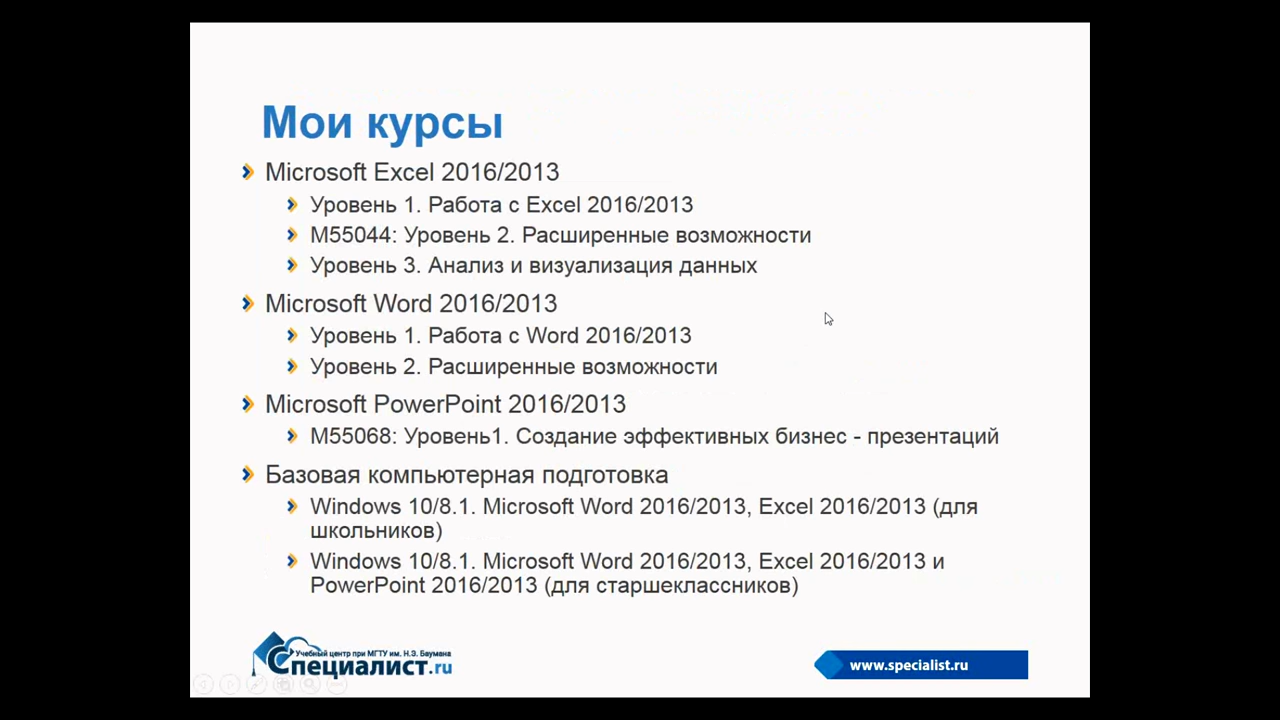 Мои курсы
Microsoft Excel 2016/2013
Уровень 1. Работа с Excel 2016/2013
М55044: Уровень 2. Расширенные возможности
Уровень 3. Анализ и визуализация данных
Microsoft Word 2016/2013
Уровень 1. Работа с Word 2016/2013
Уровень 2. Расширенные возможности
Microsoft PowerPoint 2016/2013
М55068: Уровень1. Создание эффективных бизнес - презентаций
Базовая компьютерная подготовка
Windows 10/8.1. Microsoft Word 2016/2013, Excel 2016/2013 (для
школьников)
Windows 10/8.1. Microsoft Word 2016/2013, Excel 2016/2013 и
PowerPoint 2016/2013 (для старшеклассников)
Учебный центр при МГТУ им. Н.Э. Баумана
Специалист.ru
www.specialist.ru